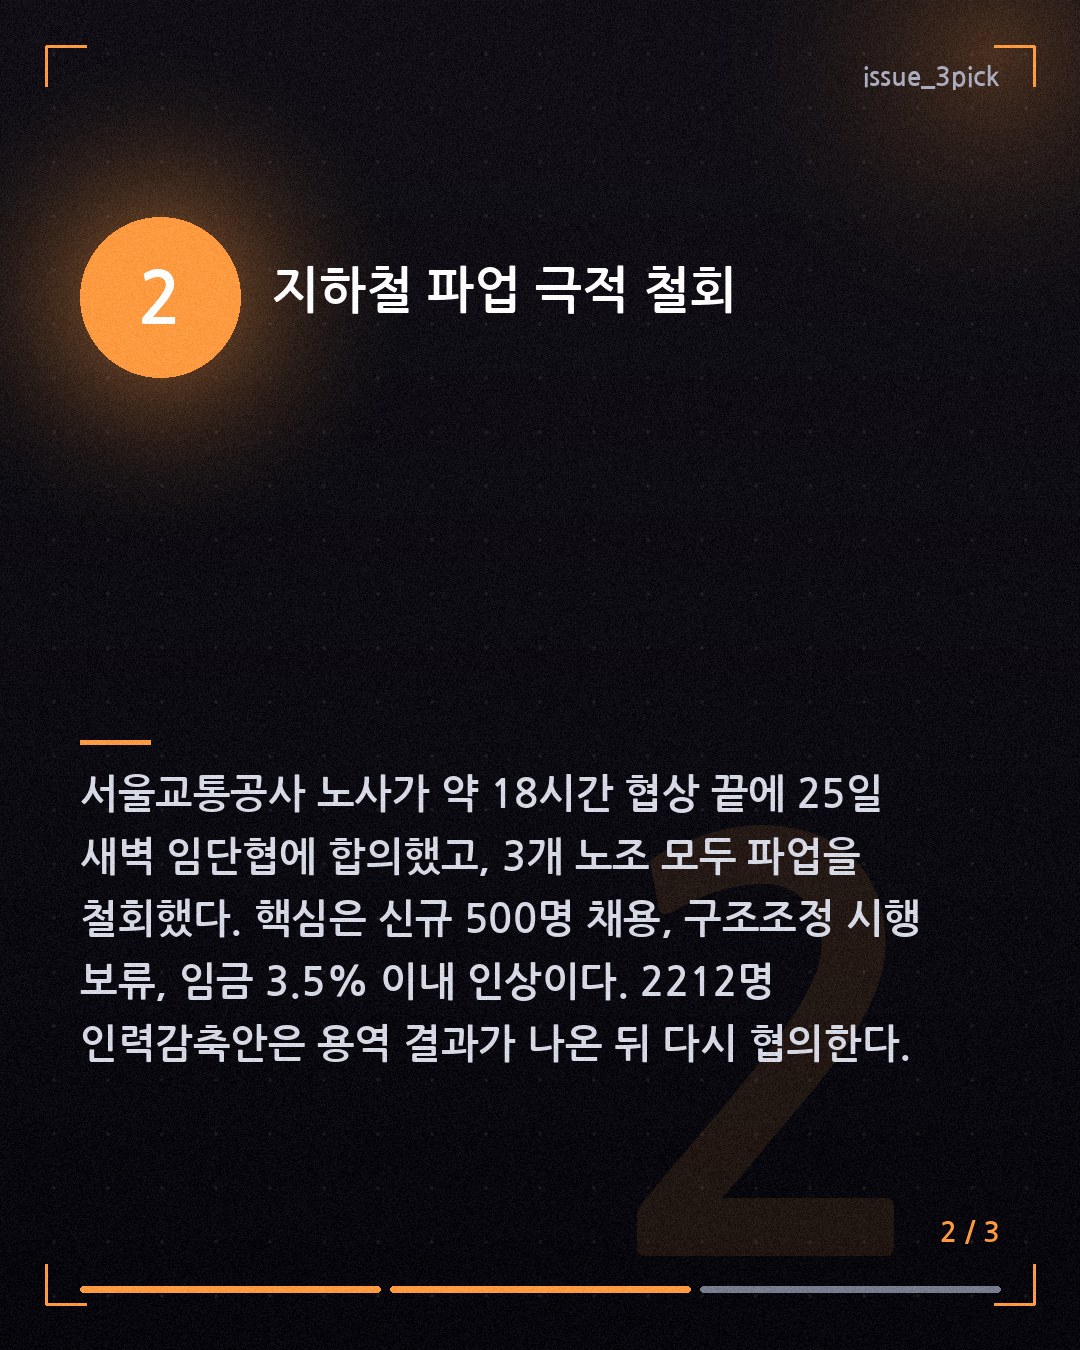 issue_3pick
2
지하철 파업 극적 철회
서울교통공사 노사가 약 18시간 협상 끝에 25일
새벽 임단협에 합의했고, 3개 노조 모두 파업을
철회했다. 핵심은 신규 500명 채용, 구조조정 시행
보류, 임금 3.5% 이내 인상이다. 2212명
인력감축안은 용역 결과가 나온 뒤 다시 협의한다.
2
2 / 3